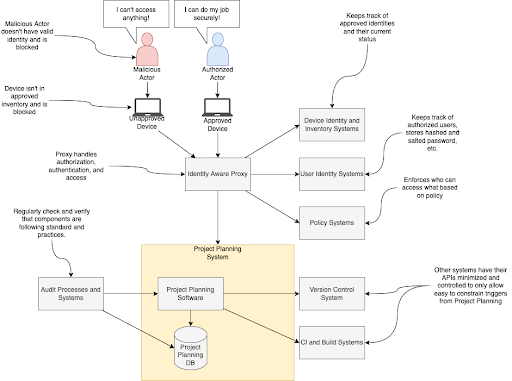 I can't access
anything!
I can do my job
securely!
Keeps track of
approved identities
and their current
status
Malicious Actor
doesn't have valid
identity and is
blocked
Malicious
Actor
Authorized
Actor
Device isn't in
approved
inventory and is
blocked
Unapproved
Device
Approved
Device
Device Identity and
Inventory Systems
Keeps track of
authorized users,
stores hashed and
salted password,
etc.
Proxy handles
authorization,
authentication, and
access
Identity Aware Proxy
User Identity Systems
Enforces who can
access what based
on policy
Policy Systems
Regularly check and verify
that components are
following standard and
practices.
Project Planning
System
Audit Processes and
Systems
Project Planning
Software
Version Control
System
Other systems have their
APIs minimized and
controlled to only allow
easy to constrain triggers
from Project Planning
Project
Planning
DB
CI and Build Systems